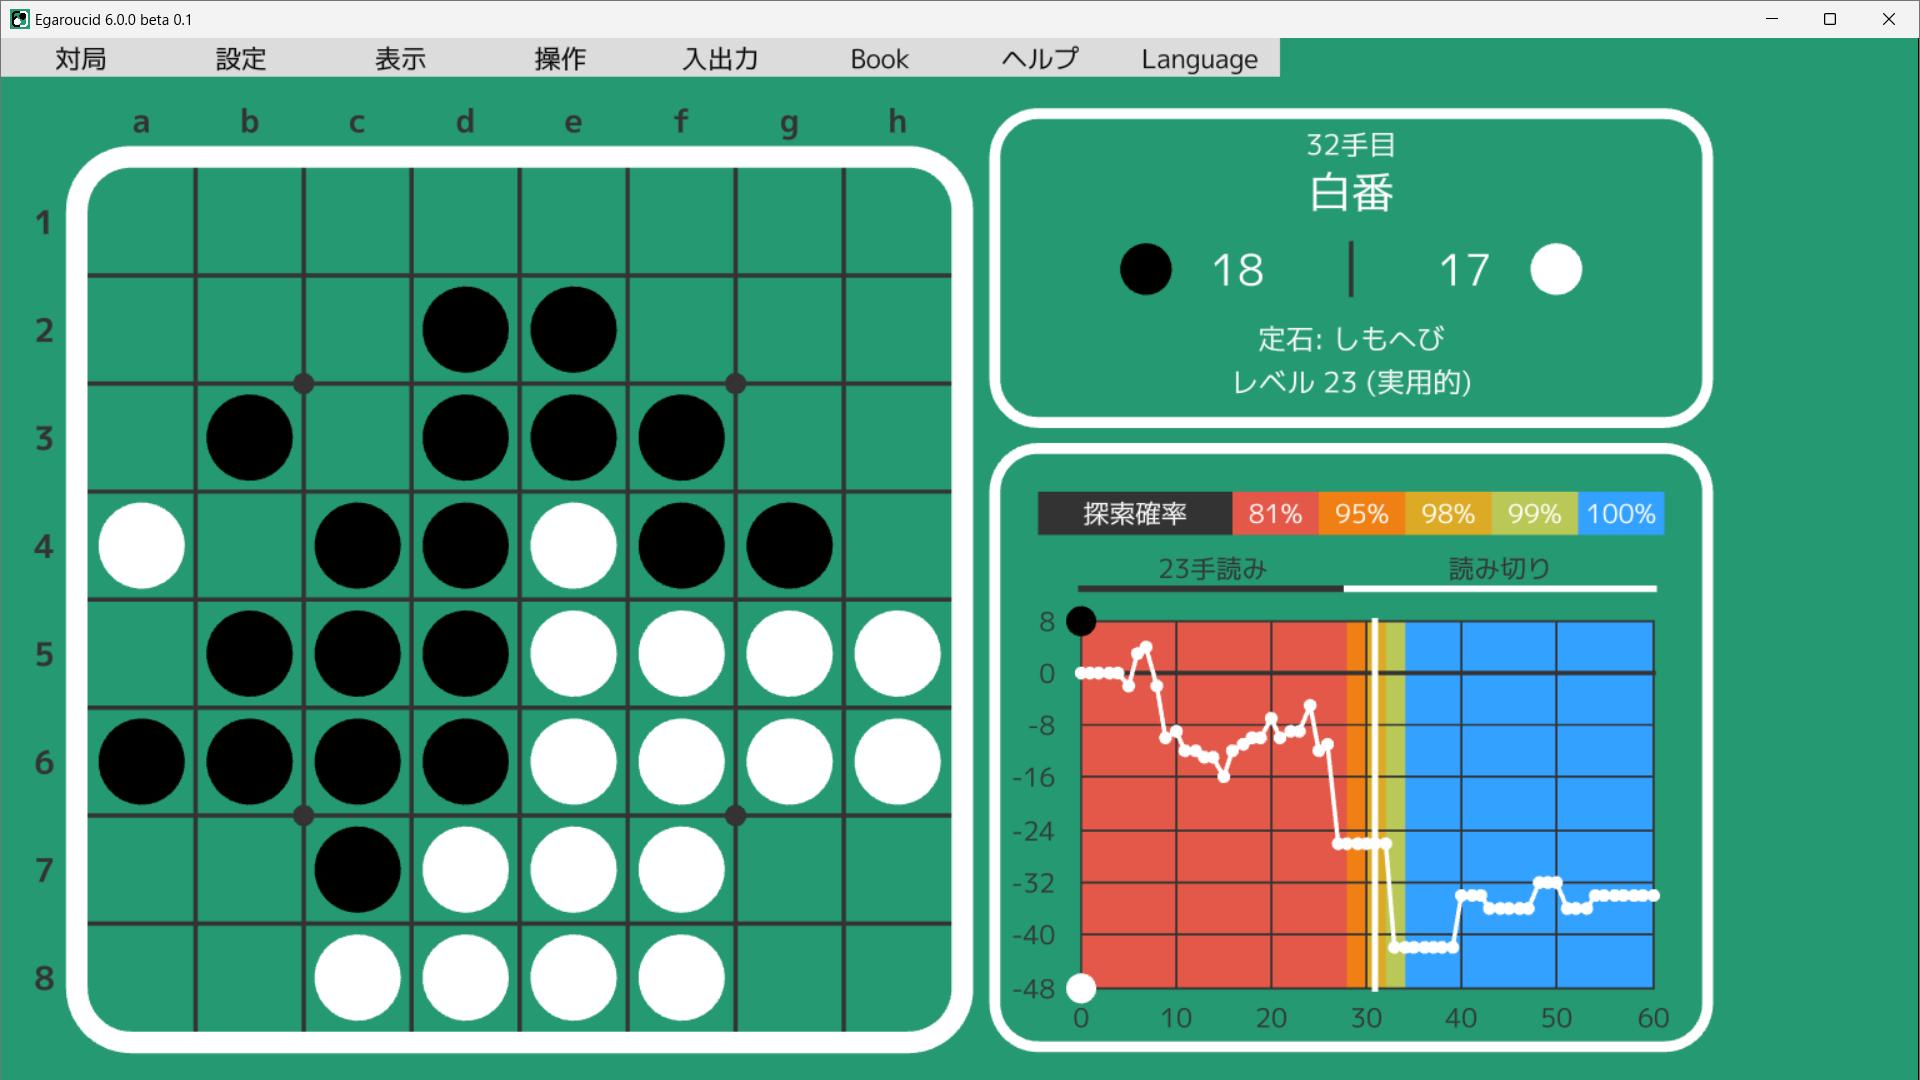 Egaroucid 6.0.0 beta 0.1
対局 設定 表示 操作 入出力 Book ヘルプ Language
a b c d e f g h
1
2
3
4
5
6
7
8
32手目
白番
18 17
定石: しもへび
レベル 23 (実用的)
探索確率 81% 95% 98% 99% 100%
23手読み 読み切り
8
0
-8
-16
-24
-32
-40
-48
0 10 20 30 40 50 60